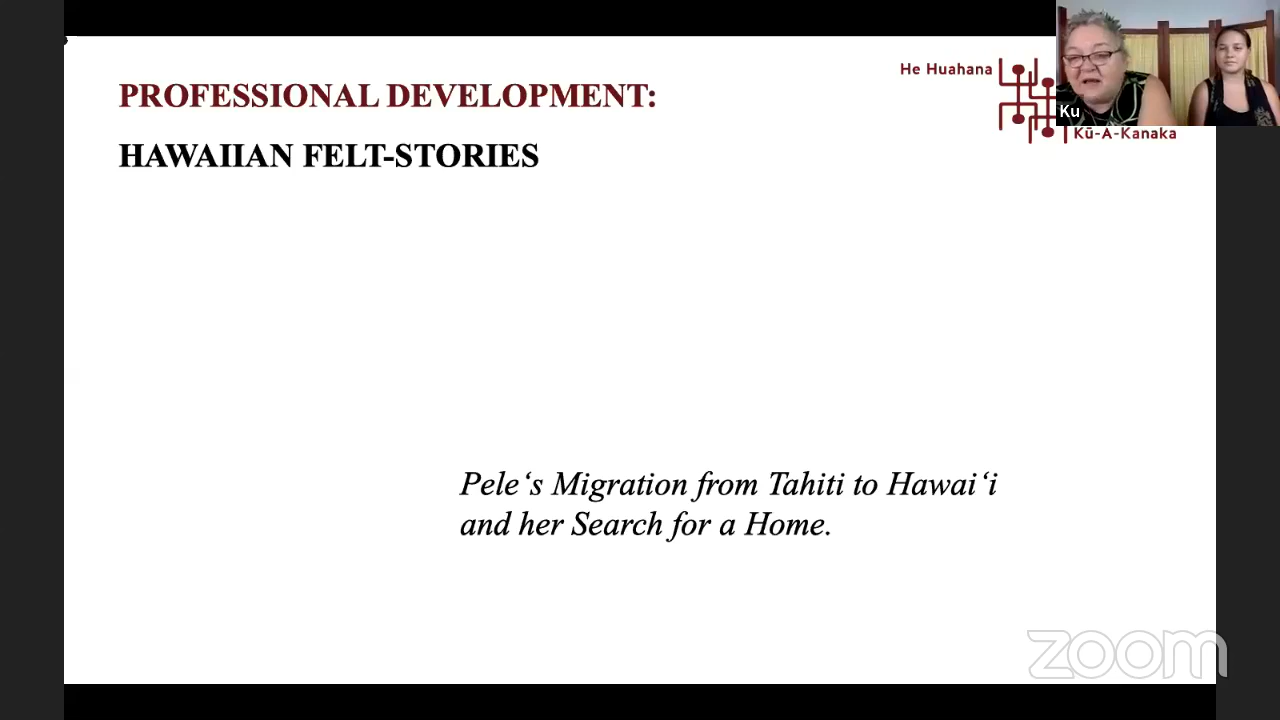 PROFESSIONAL DEVELOPMENT:
HAWAIIAN FELT-STORIES
He Huahana
Kū-A-Kanaka
Ku
Pele‘s Migration from Tahiti to Hawai‘i
and her Search for a Home.
zoom